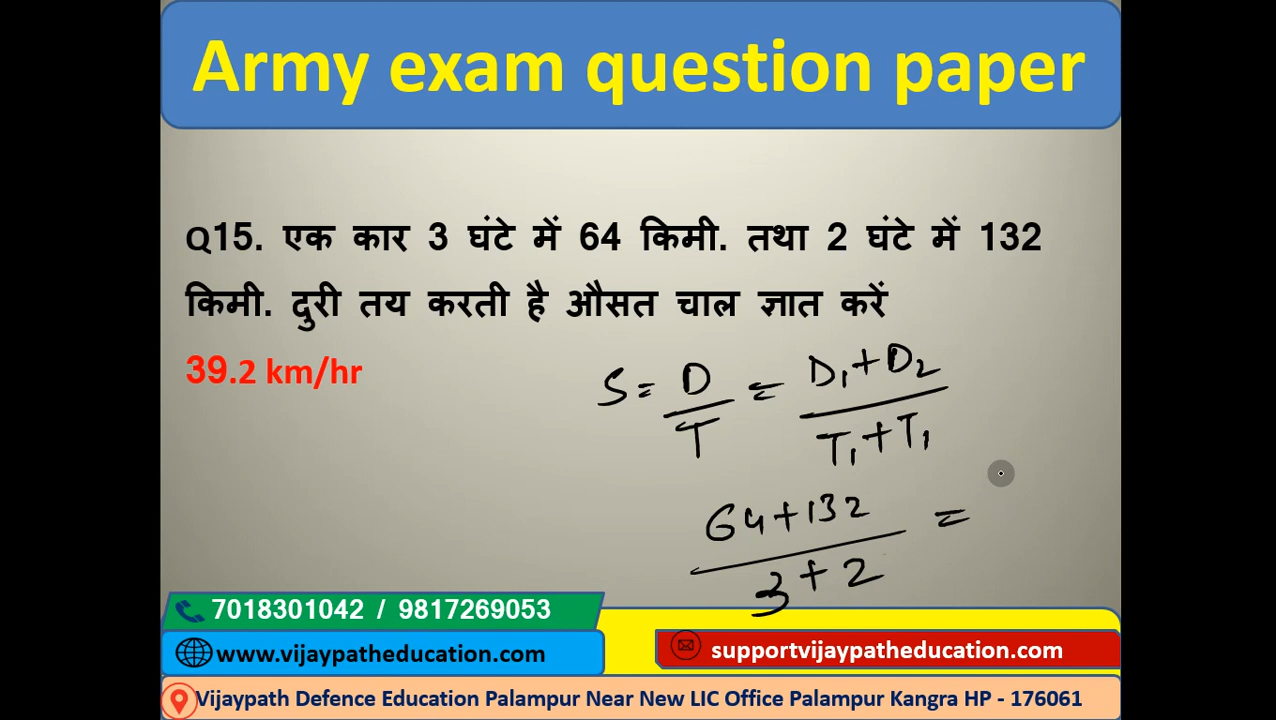 Army exam question paper
Q15. एक कार 3 घंटे में 64 किमी. तथा 2 घंटे में 132
किमी. दुरी तय करती है औसत चाल ज्ञात करें
39.2 km/hr
S = D/T = D₁+D₂/T₁+T₁
64+132/3+2 =
7018301042 / 9817269053
www.vijaypatheducation.com
supportvijaypatheducation.com
Vijaypath Defence Education Palampur Near New LIC Office Palampur Kangra HP - 176061